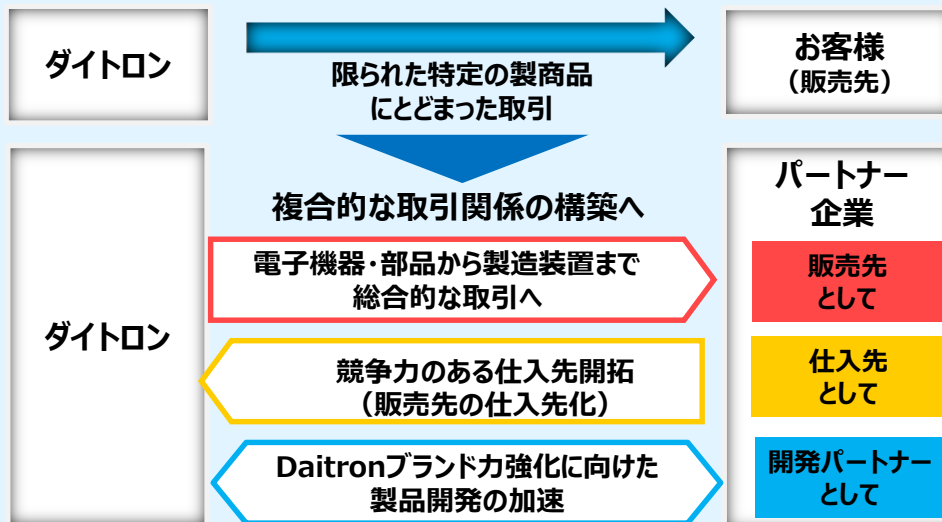 ダイトロン
限られた特定の製商品
にとどまった取引
お客様
（販売先）
複合的な取引関係の構築へ
ダイトロン
電子機器・部品から製造装置まで
総合的な取引へ
競争力のある仕入先開拓
（販売先の仕入先化）
Daitronブランド力強化に向けた
製品開発の加速
パートナー
企業
販売先
として
仕入先
として
開発パートナー
として